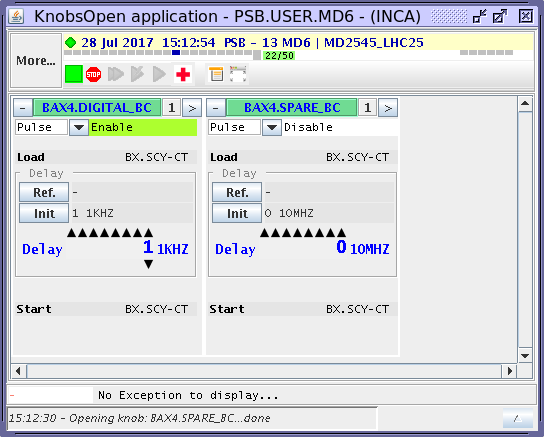 KnobsOpen application - PSB.USER.MD6 - (INCA)
More...
28 Jul 2017 15:12:54 PSB - 13 MD6 | MD2545_LHC25
22/50
STOP
- BAX4.DIGITAL_BC 1 > - BAX4.SPARE_BC 1 >
Pulse Enable Pulse Disable
Load BX.SCY-CT Load BX.SCY-CT
Delay Delay
Ref. - Ref. -
Init 1 1KHZ Init 0 10MHZ
Delay 1 1KHZ Delay 0 10MHZ
Start BX.SCY-CT Start BX.SCY-CT
- No Exception to display...
15:12:30 - Opening knob: BAX4.SPARE_BC...done /